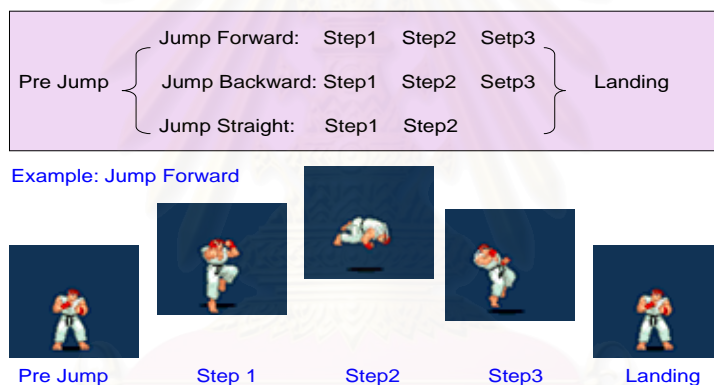 Jump Forward: Step1 Step2 Setp3
Pre Jump Jump Backward: Step1 Step2 Setp3 Landing
Jump Straight: Step1 Step2
Example: Jump Forward
Pre Jump Step 1 Step2 Step3 Landing